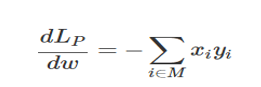 dL_P/dw = − ∑_{i∈M} x_i y_i